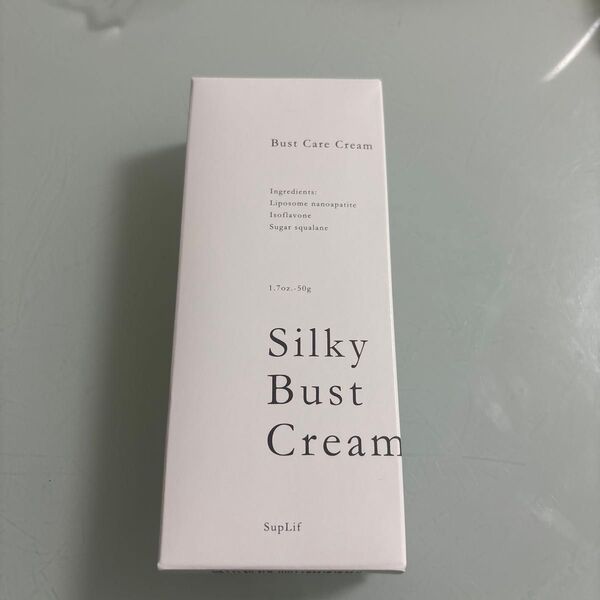 Bust Care Cream
Ingredients:
Liposome nanoapatite
Isoflavone
Sugar squalane
1.7oz.-50g
Silky
Bust
Cream
SupLif